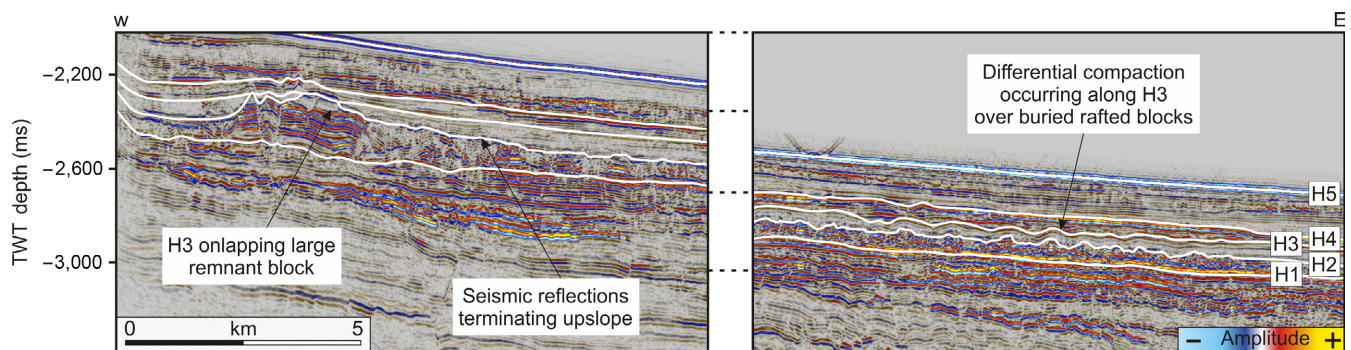 W
E
−2,200
−2,600
−3,000
TWT depth (ms)
H3 onlapping large
remnant block
Seismic reflections
terminating upslope
0 km 5
Differential compaction
occurring along H3
over buried rafted blocks
H5
H4
H3
H2
H1
− Amplitude +